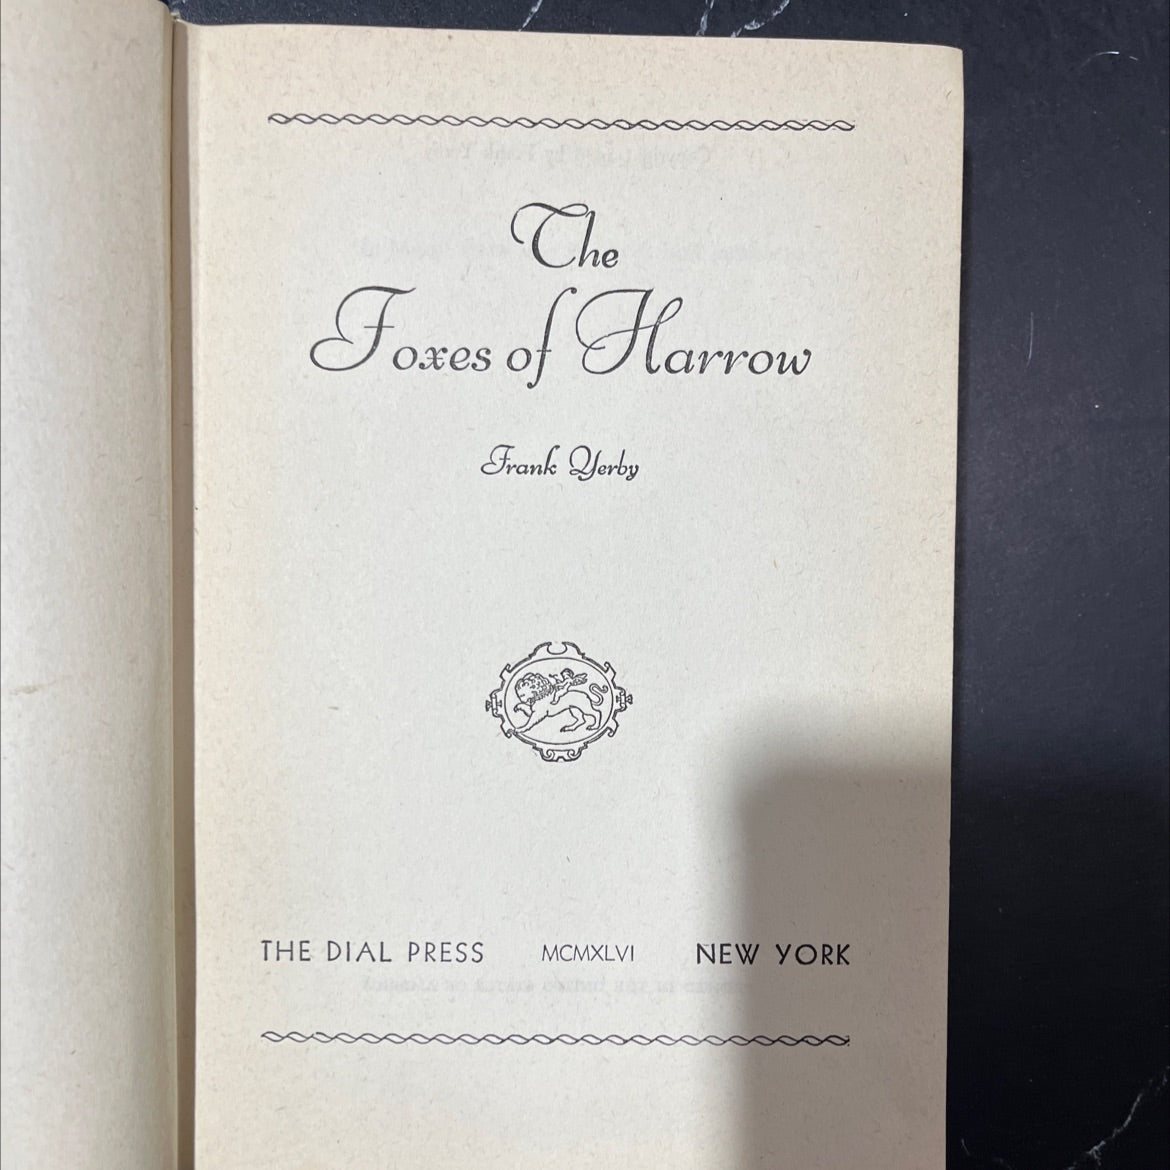 The
Foxes of Harrow
Frank Yerby
THE DIAL PRESS MCMXLVI NEW YORK